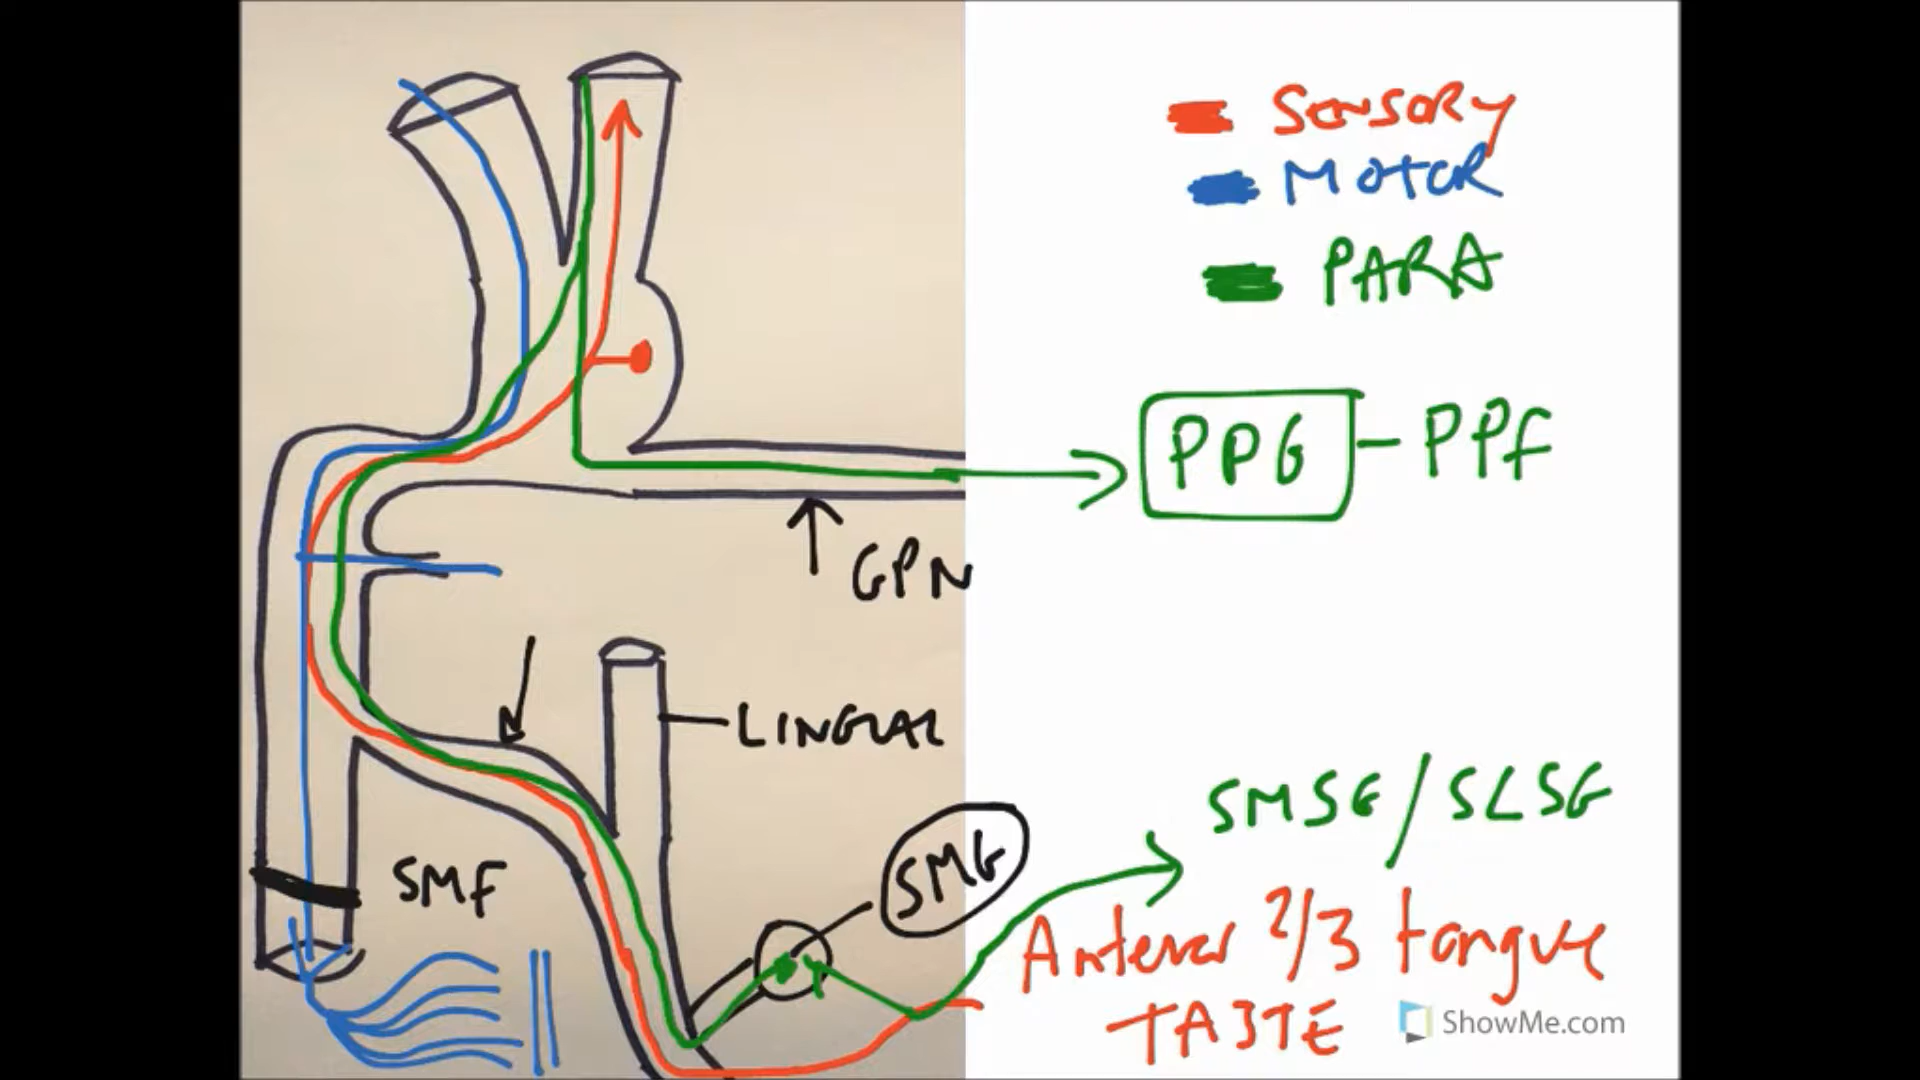 SENSORY
MOTOR
PARA
PPG - PPF
GPN
LINGUAL
SMSG / SLSG
SMF
SMG
Anterior 2/3 tongue
TASTE
ShowMe.com